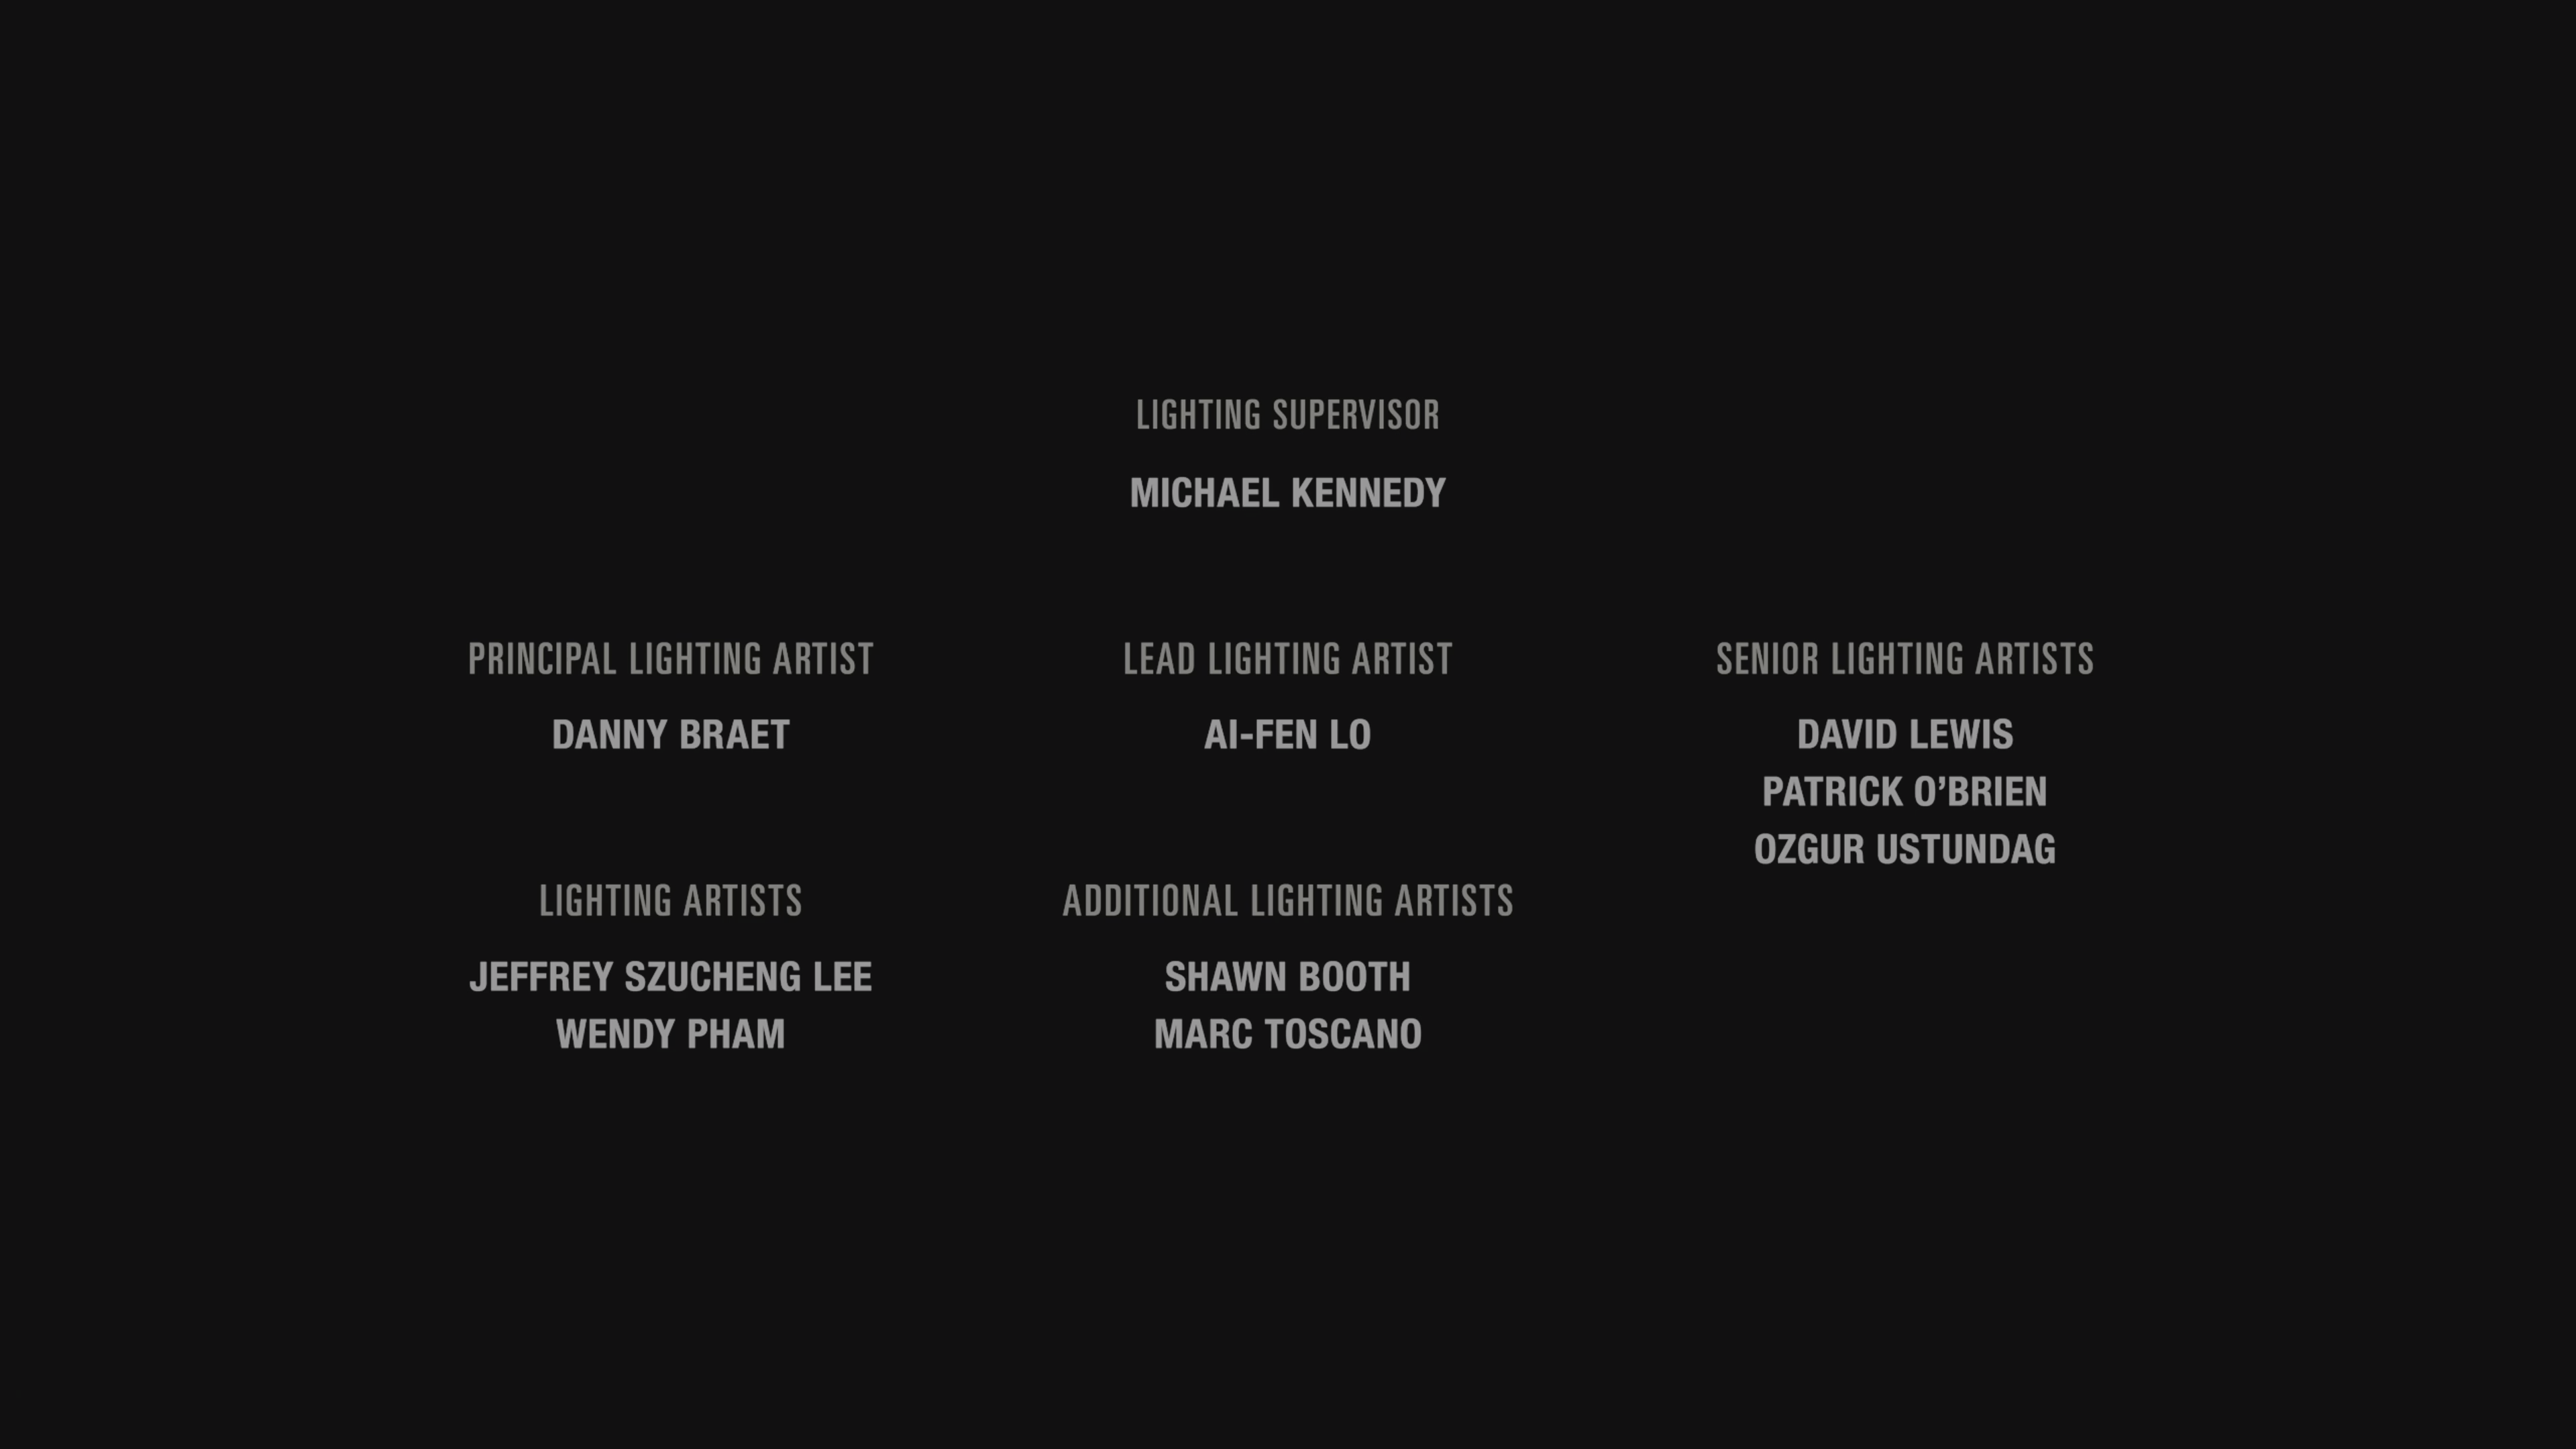 LIGHTING SUPERVISOR
MICHAEL KENNEDY
PRINCIPAL LIGHTING ARTIST
DANNY BRAET
LEAD LIGHTING ARTIST
AI-FEN LO
SENIOR LIGHTING ARTISTS
DAVID LEWIS
PATRICK O’BRIEN
OZGUR USTUNDAG
LIGHTING ARTISTS
JEFFREY SZUCHENG LEE
WENDY PHAM
ADDITIONAL LIGHTING ARTISTS
SHAWN BOOTH
MARC TOSCANO